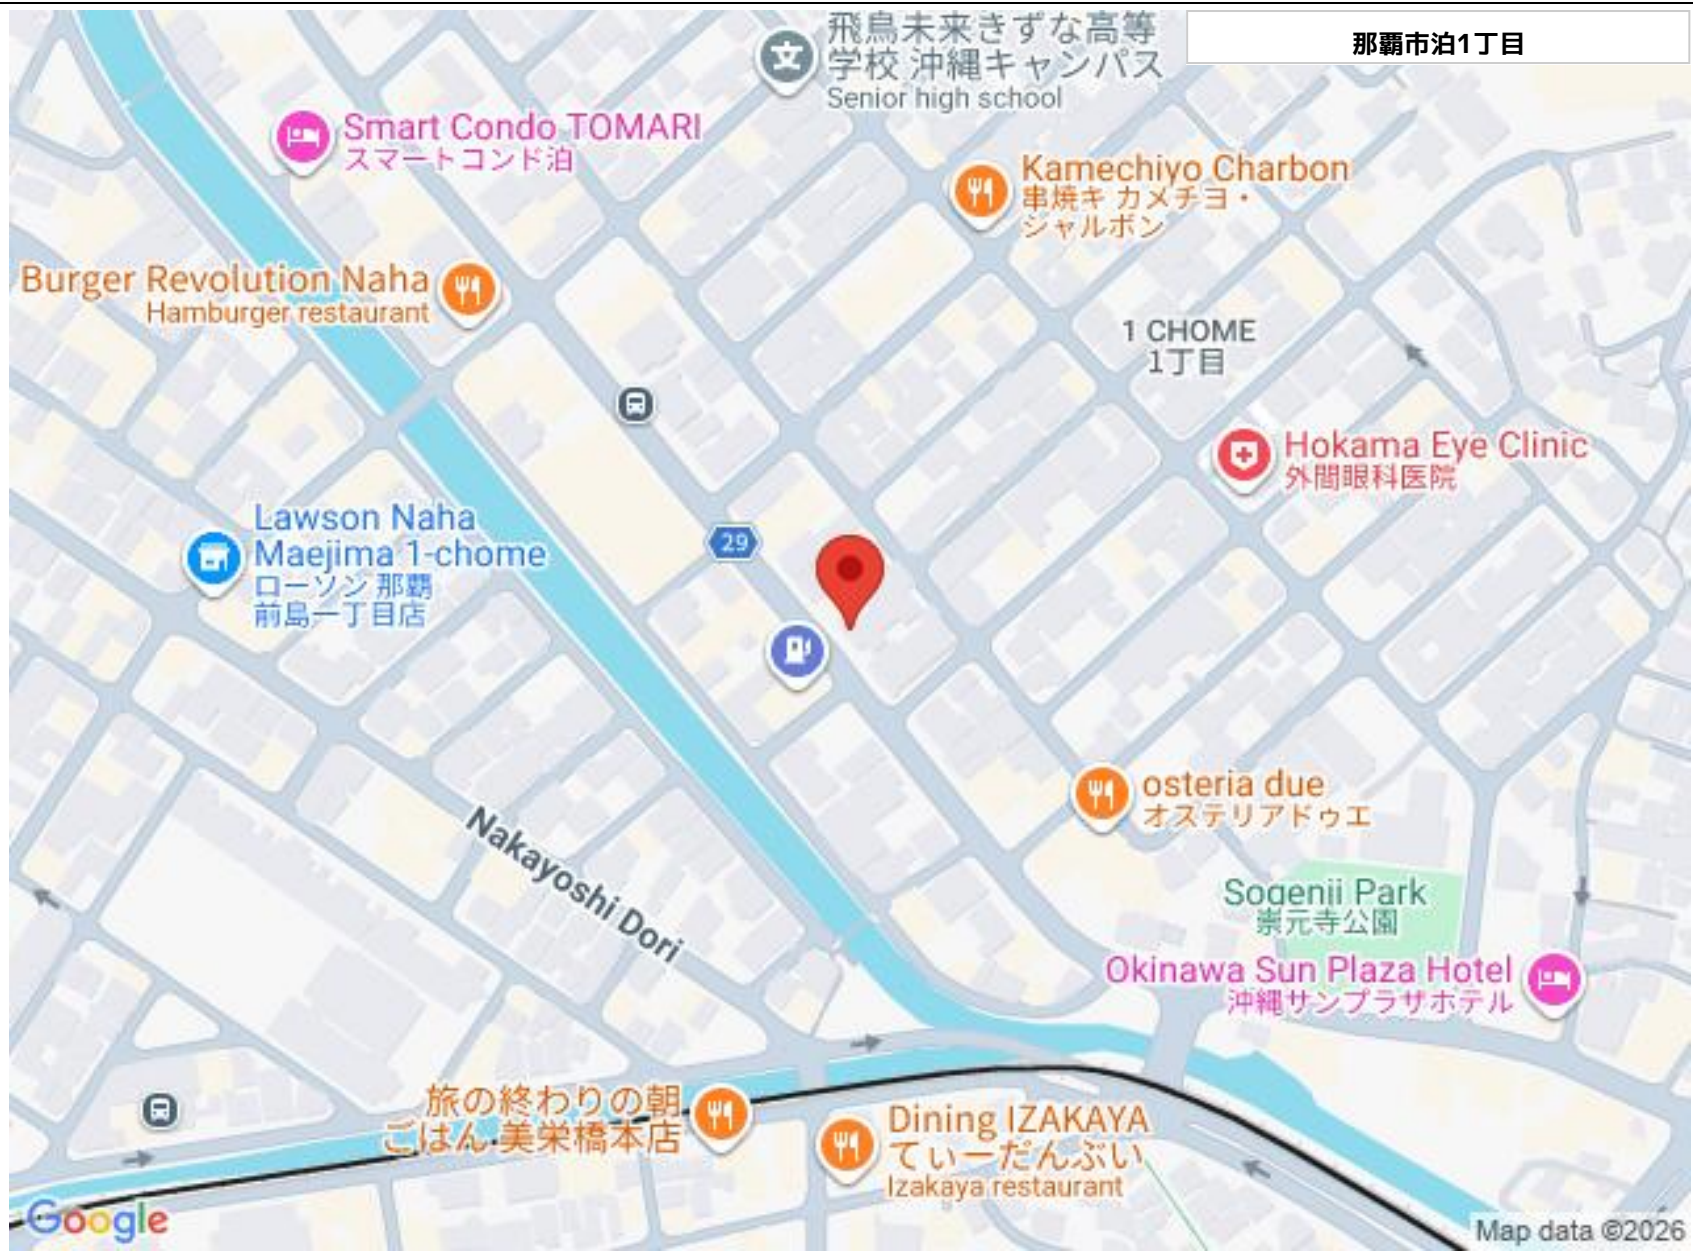 那覇市泊1丁目
飛鳥未来きずな高等
学校 沖縄キャンパス
Senior high school
Smart Condo TOMARI
スマートコンド泊
Kamechiyo Charbon
串焼キ カメチヨ・
シャルボン
Burger Revolution Naha
Hamburger restaurant
1 CHOME
1丁目
Hokama Eye Clinic
外間眼科医院
Lawson Naha
Maejima 1-chome
ローソン 那覇
前島一丁目店
29
osteria due
オステリアドゥエ
Nakayoshi Dori
Sogenji Park
崇元寺公園
Okinawa Sun Plaza Hotel
沖縄サンプラザホテル
旅の終わりの朝
ごはん 美栄橋本店
Dining IZAKAYA
てぃーだんぶい
Izakaya restaurant
Google
Map data ©2026